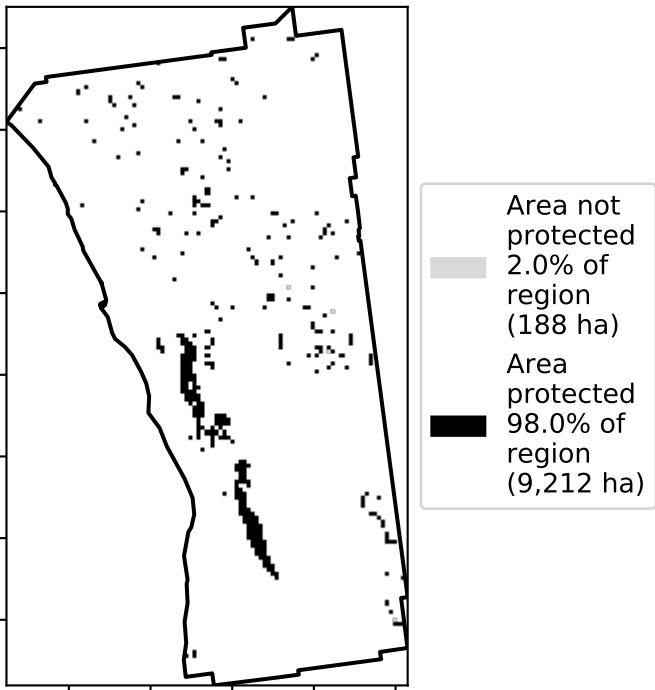 Area not
protected
2.0% of
region
(188 ha)
Area
protected
98.0% of
region
(9,212 ha)